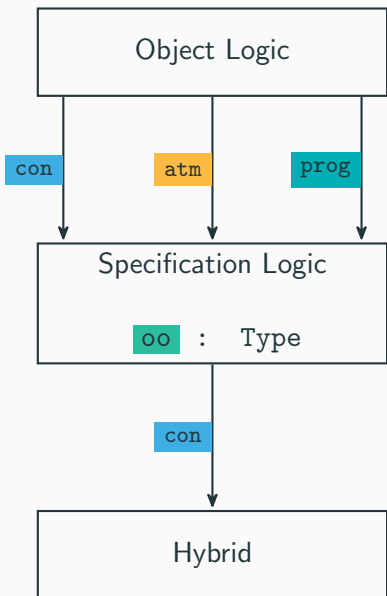 Object Logic
con atm prog
Specification Logic
oo : Type
con
Hybrid